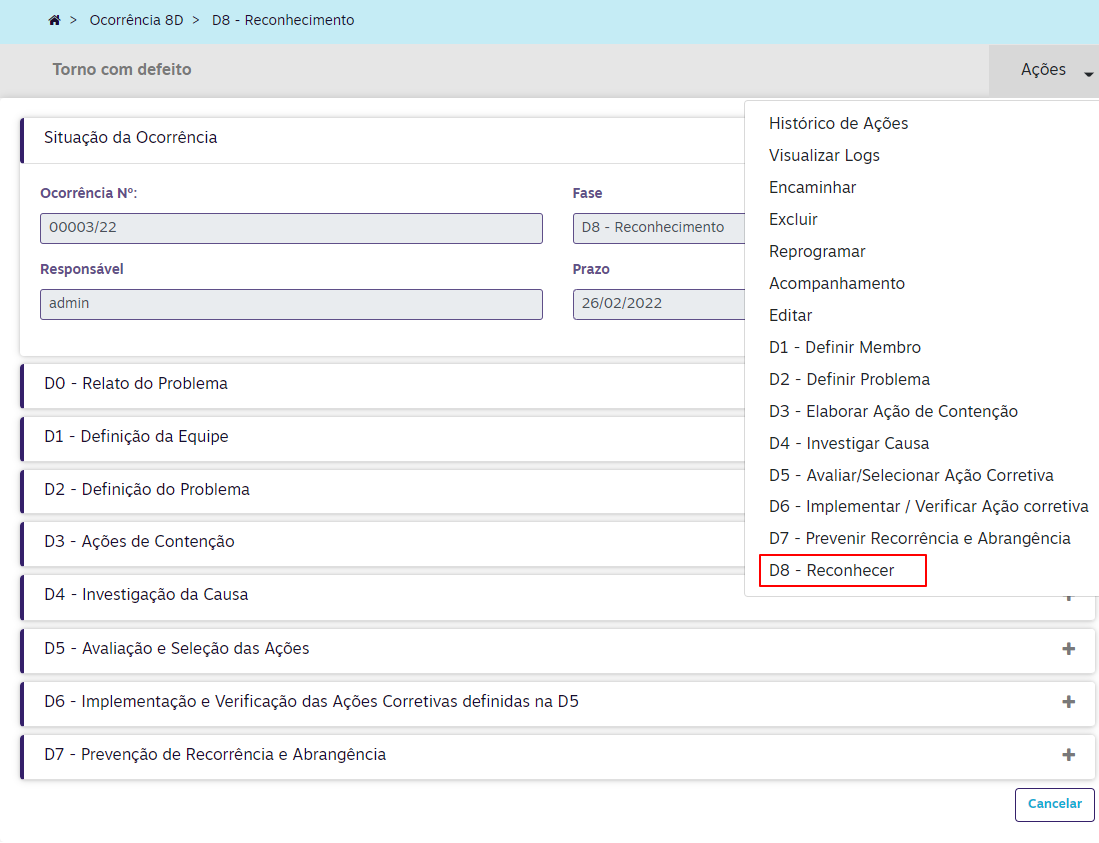 > Ocorrência 8D > D8 - Reconhecimento
Torno com defeito
Ações
Situação da Ocorrência
Ocorrência Nº:
Fase
00003/22
D8 - Reconhecimento
Responsável
Prazo
admin
26/02/2022
Histórico de Ações
Visualizar Logs
Encaminhar
Excluir
Reprogramar
Acompanhamento
Editar
D1 - Definir Membro
D2 - Definir Problema
D3 - Elaborar Ação de Contenção
D4 - Investigar Causa
D5 - Avaliar/Selecionar Ação Corretiva
D6 - Implementar / Verificar Ação corretiva
D7 - Prevenir Recorrência e Abrangência
D8 - Reconhecer
D0 - Relato do Problema
D1 - Definição da Equipe
D2 - Definição do Problema
D3 - Ações de Contenção
D4 - Investigação da Causa
D5 - Avaliação e Seleção das Ações
D6 - Implementação e Verificação das Ações Corretivas definidas na D5
D7 - Prevenção de Recorrência e Abrangência
Cancelar